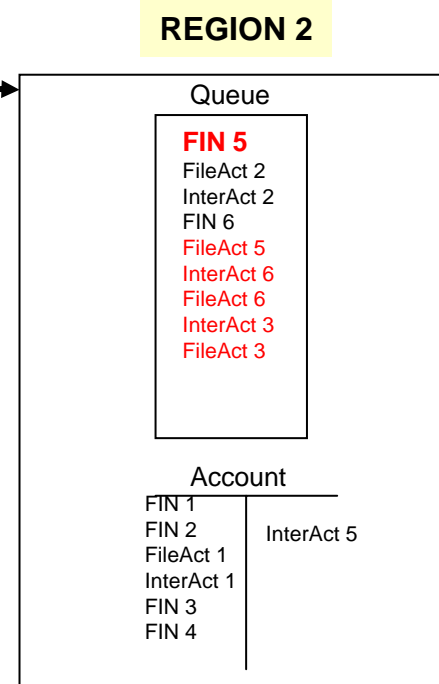 REGION 2
Queue
FIN 5
FileAct 2
InterAct 2
FIN 6
FileAct 5
InterAct 6
FileAct 6
InterAct 3
FileAct 3
Account
FIN 1
FIN 2
FileAct 1
InterAct 1
FIN 3
FIN 4
InterAct 5